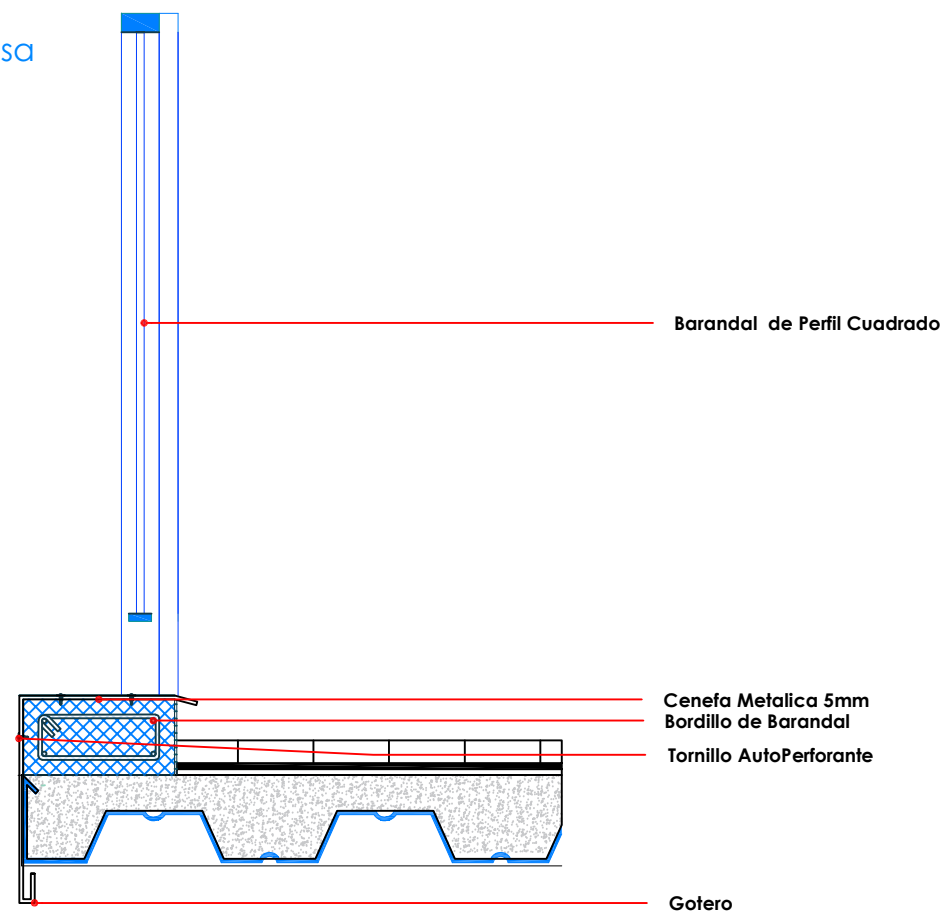 sa
Barandal de Perfil Cuadrado
Cenefa Metalica 5mm
Bordillo de Barandal
Tornillo AutoPerforante
Gotero